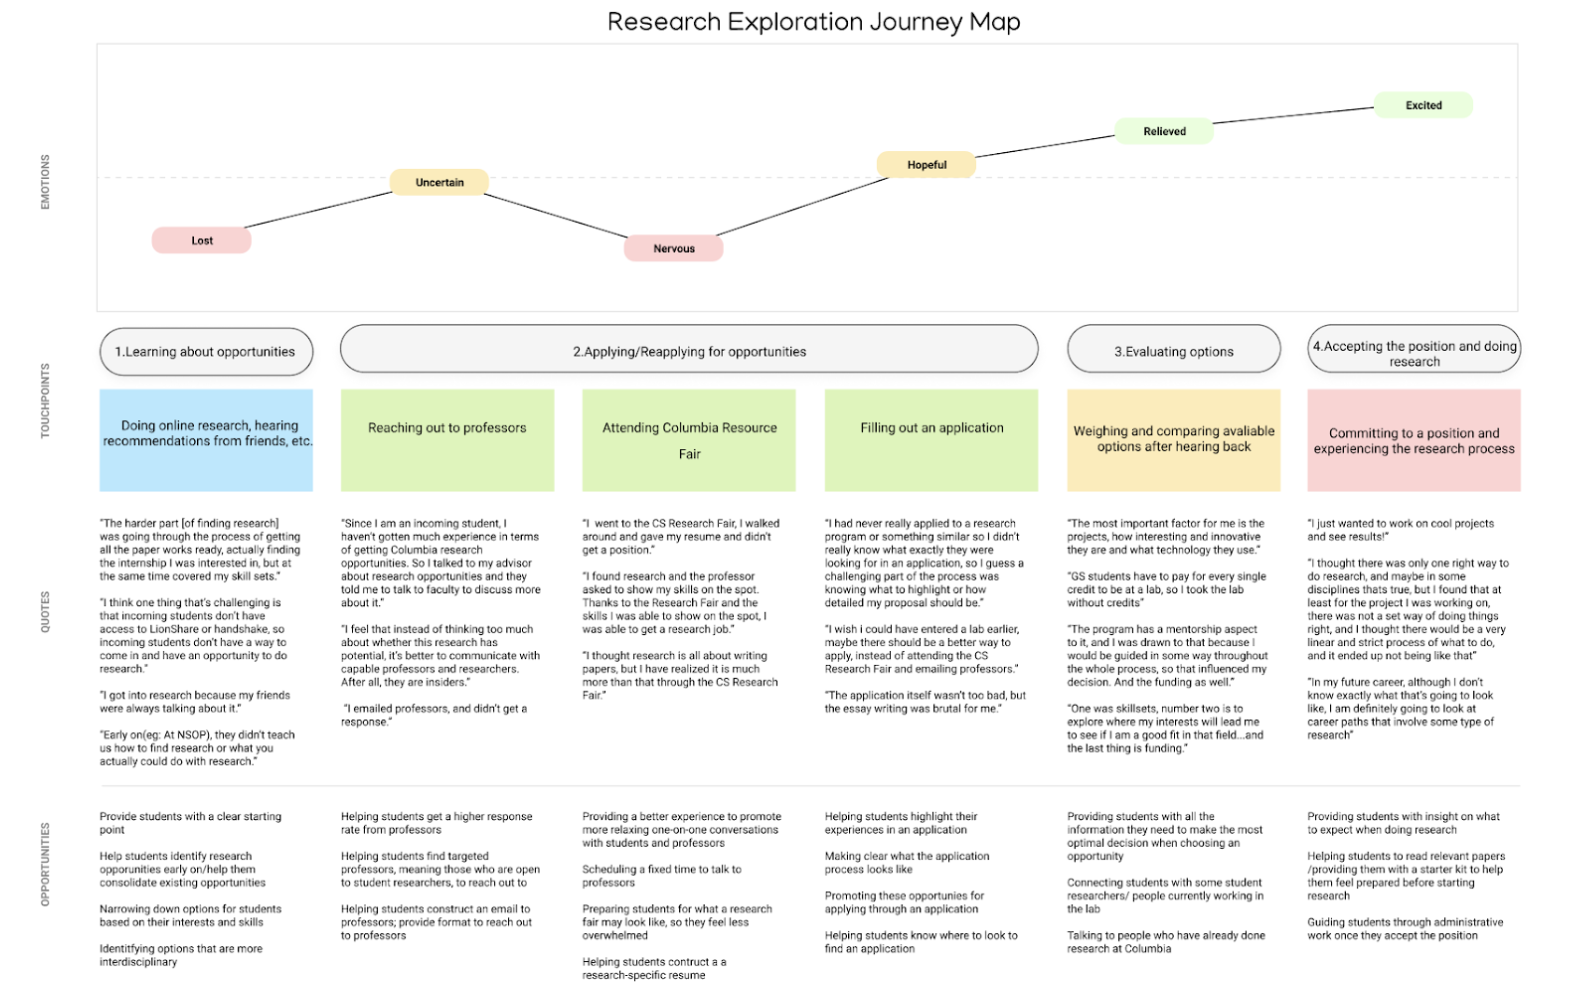 Research Exploration Journey Map
EMOTIONS
Lost
Uncertain
Nervous
Hopeful
Relieved
Excited
TOUCHPOINTS
1.Learning about opportunities
2.Applying/Reapplying for opportunities
3.Evaluating options
4.Accepting the position and doing
research
Doing online research, hearing
recommendations from friends, etc.
Reaching out to professors
Attending Columbia Resource
Fair
Filling out an application
Weighing and comparing avaliable
options after hearing back
Committing to a position and
experiencing the research process
QUOTES
“The harder part [of finding research]
was going through the process of getting
all the paper works ready, actually finding
the internship I was interested in, but at
the same time covered my skill sets.”
“I think one thing that’s challenging is
that incoming students don’t have
access to LionShare or handshake, so
incoming students don’t have a way to
come in and have an opportunity to do
research.”
“I got into research because my friends
were always talking about it.”
“Early on(eg: At NSOP), they didn’t teach
us how to find research or what you
actually could do with research.”
“Since I am an incoming student, I
haven’t gotten much experience in terms
of getting Columbia research
opportunities. So I talked to my advisor
about research opportunities and they
told me to talk to faculty to discuss more
about it.”
“I feel that instead of thinking too much
about whether this research has
potential, it’s better to communicate with
capable professors and researchers.
After all, they are insiders.”
“I emailed professors, and didn’t get a
response.”
“I went to the CS Research Fair, I walked
around and gave my resume and didn’t
get a position.”
“I found research and the professor
asked to show my skills on the spot.
Thanks to the Research Fair and the
skills I was able to show on the spot, I
was able to get a research job.”
“I thought research is all about writing
papers, but I have realized it is much
more than that through the CS Research
Fair.”
“I had never really applied to a research
program or something similar so I didn’t
really know what exactly they were
looking for in an application, so I guess a
challenging part of the process was
knowing what to highlight or how
detailed my proposal should be.”
“I wish i could have entered a lab earlier,
maybe there should be a better way to
apply, instead of attending the CS
Research Fair and emailing professors.”
“The application itself wasn’t too bad, but
the essay writing was brutal for me.”
“The most important factor for me is the
projects, how interesting and innovative
they are and what technology they use.”
“GS students have to pay for every single
credit to be at a lab, so I took the lab
without credits”
“The program has a mentorship aspect
to it, and I was drawn to that because I
would be guided in some way throughout
the whole process, so that influenced my
decision. And the funding as well.”
“One was skillsets, number two is to
explore where my interests will lead me
to see if I am a good fit in that field...and
the last thing is funding.”
“I just wanted to work on cool projects
and see results!”
“I thought there was only one right way to
do research, and maybe in some
disciplines thats true, but I found that at
least for the project I was working on,
there was not a set way of doing things
right, and I thought there would be a very
linear and strict process of what to do,
and it ended up not being like that”
“In my future career, although I don’t
know exactly what that’s going to look
like, I am definitely going to look at
career paths that involve some type of
research”
OPPORTUNITIES
Provide students with a clear starting
point
Help students identify research
opporunities early on/help them
consolidate existing opportunities
Narrowing down options for students
based on their interests and skills
Identitfying options that are more
interdisciplinary
Helping students get a higher response
rate from professors
Helping students find targeted
professors, meaning those who are open
to student researchers, to reach out to
Helping students construct an email to
professors; provide format to reach out
to professors
Providing a better experience to promote
more relaxing one-on-one conversations
with students and professors
Scheduling a fixed time to talk to
professors
Preparing students for what a research
fair may look like, so they feel less
overwhelmed
Helping students contruct a a
research-specific resume
Helping students highlight their
experiences in an application
Making clear what the application
process looks like
Promoting these opportunies for
applying through an application
Helping students know where to look to
find an application
Providing students with all the
information they need to make the most
optimal decision when choosing an
opportunity
Connecting students with some student
researchers/ people currently working in
the lab
Talking to people who have already done
research at Columbia
Providing students with insight on what
to expect when doing research
Helping students to read relevant papers
/providing them with a starter kit to help
them feel prepared before starting
research
Guiding students through administrative
work once they accept the position